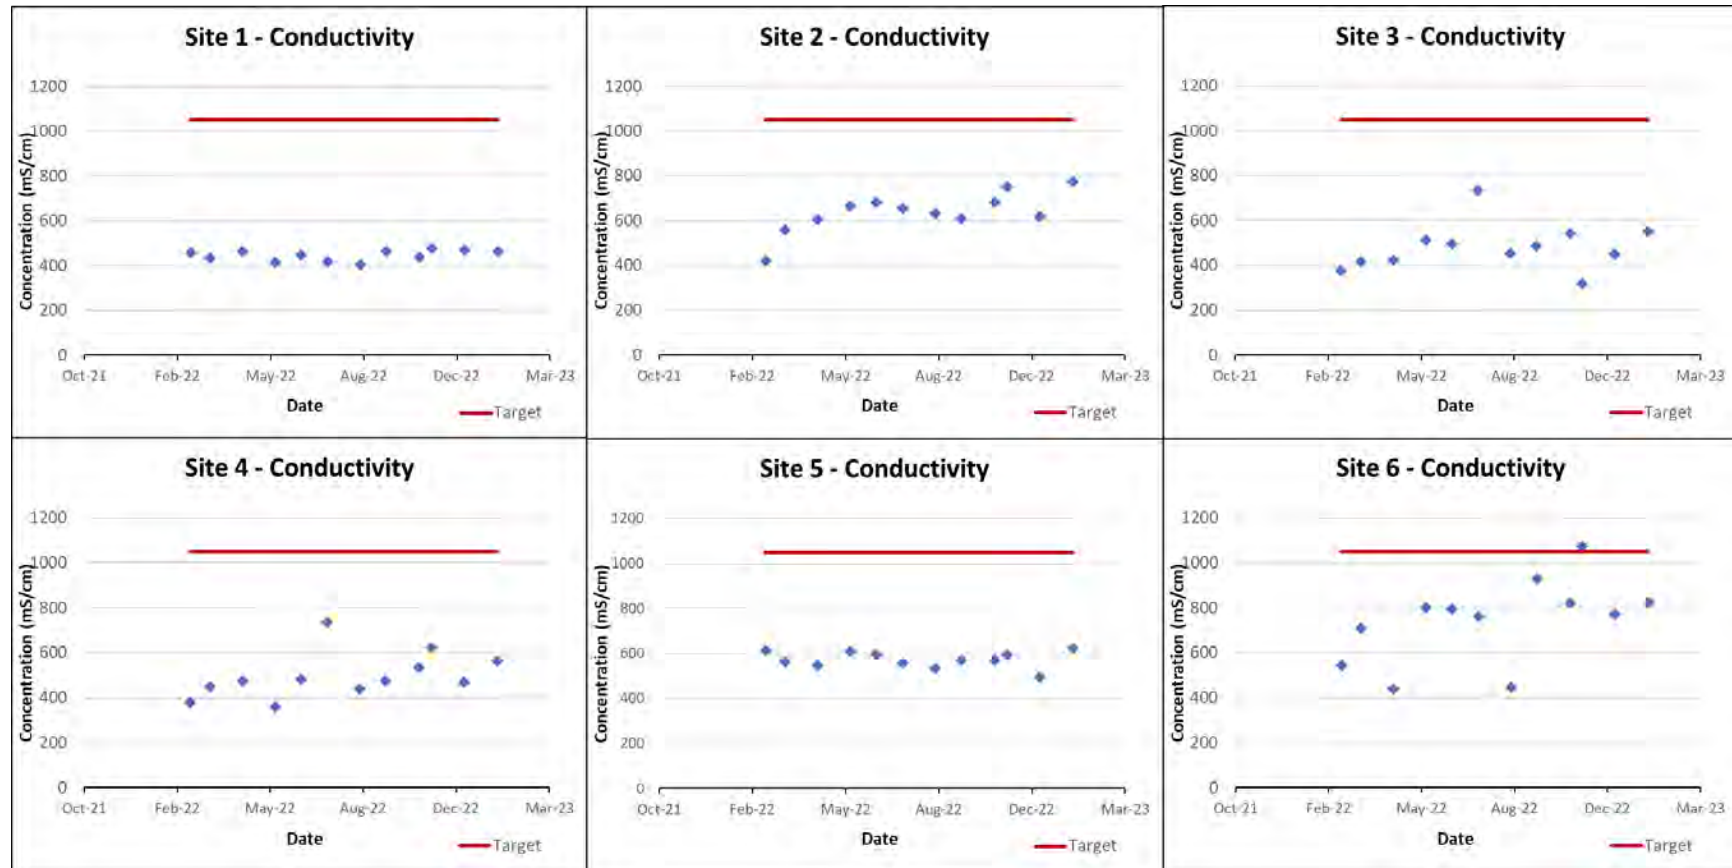 Site 1 - Conductivity
Concentration (mS/cm)
1200
1000
800
600
400
200
0
Oct-21 Feb-22 May-22 Aug-22 Dec-22 Mar-23
Date
Target
Site 2 - Conductivity
Concentration (mS/cm)
1200
1000
800
600
400
200
0
Oct-21 Feb-22 May-22 Aug-22 Dec-22 Mar-23
Date
Target
Site 3 - Conductivity
Concentration (mS/cm)
1200
1000
800
600
400
200
0
Oct-21 Feb-22 May-22 Aug-22 Dec-22 Mar-23
Date
Target
Site 4 - Conductivity
Concentration (mS/cm)
1200
1000
800
600
400
200
0
Oct-21 Feb-22 May-22 Aug-22 Dec-22 Mar-23
Date
Target
Site 5 - Conductivity
Concentration (mS/cm)
1200
1000
800
600
400
200
0
Oct-21 Feb-22 May-22 Aug-22 Dec-22 Mar-23
Date
Target
Site 6 - Conductivity
Concentration (mS/cm)
1200
1000
800
600
400
200
0
Oct-21 Feb-22 May-22 Aug-22 Dec-22 Mar-23
Date
Target